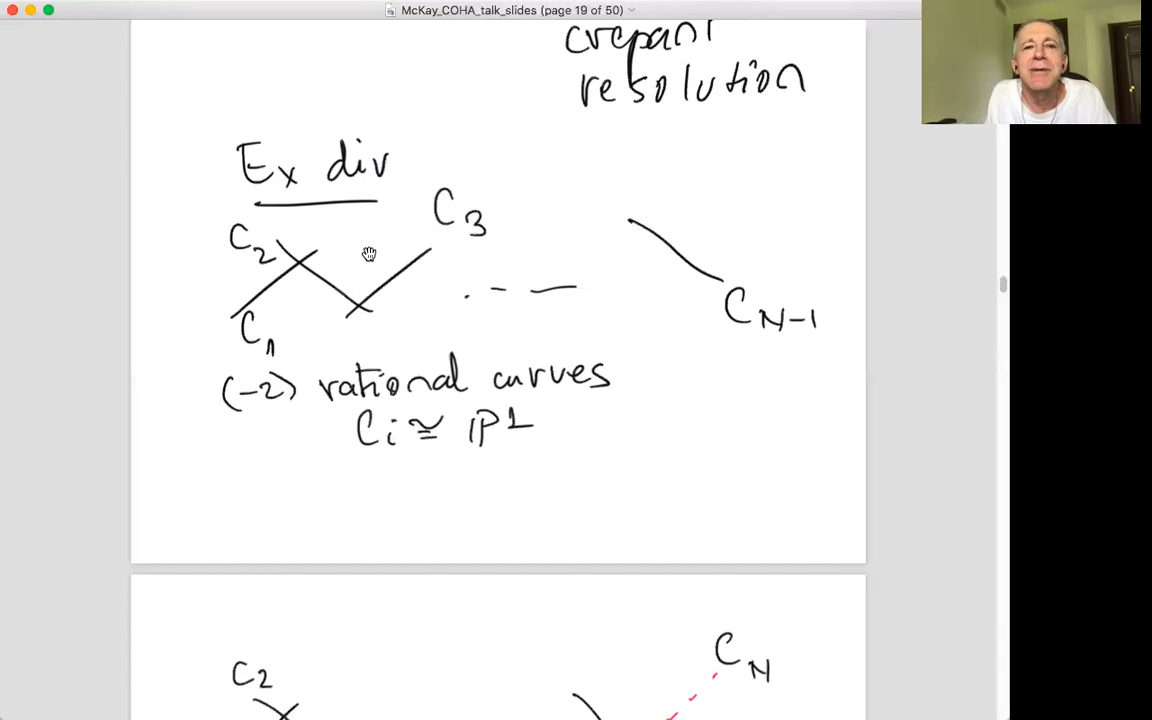 McKay_COHA_talk_slides (page 19 of 50)
crepant
resolution
Ex div
C3
C2
C1
CN-1
(-2) rational curves
Ci ≅ ℙ1
CN
C2